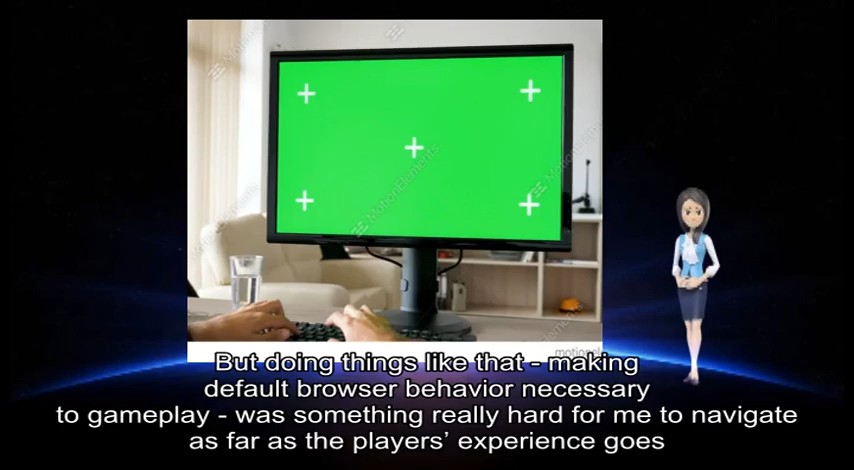 MotionElements
But doing things like that - making
default browser behavior necessary
to gameplay - was something really hard for me to navigate
as far as the players’ experience goes